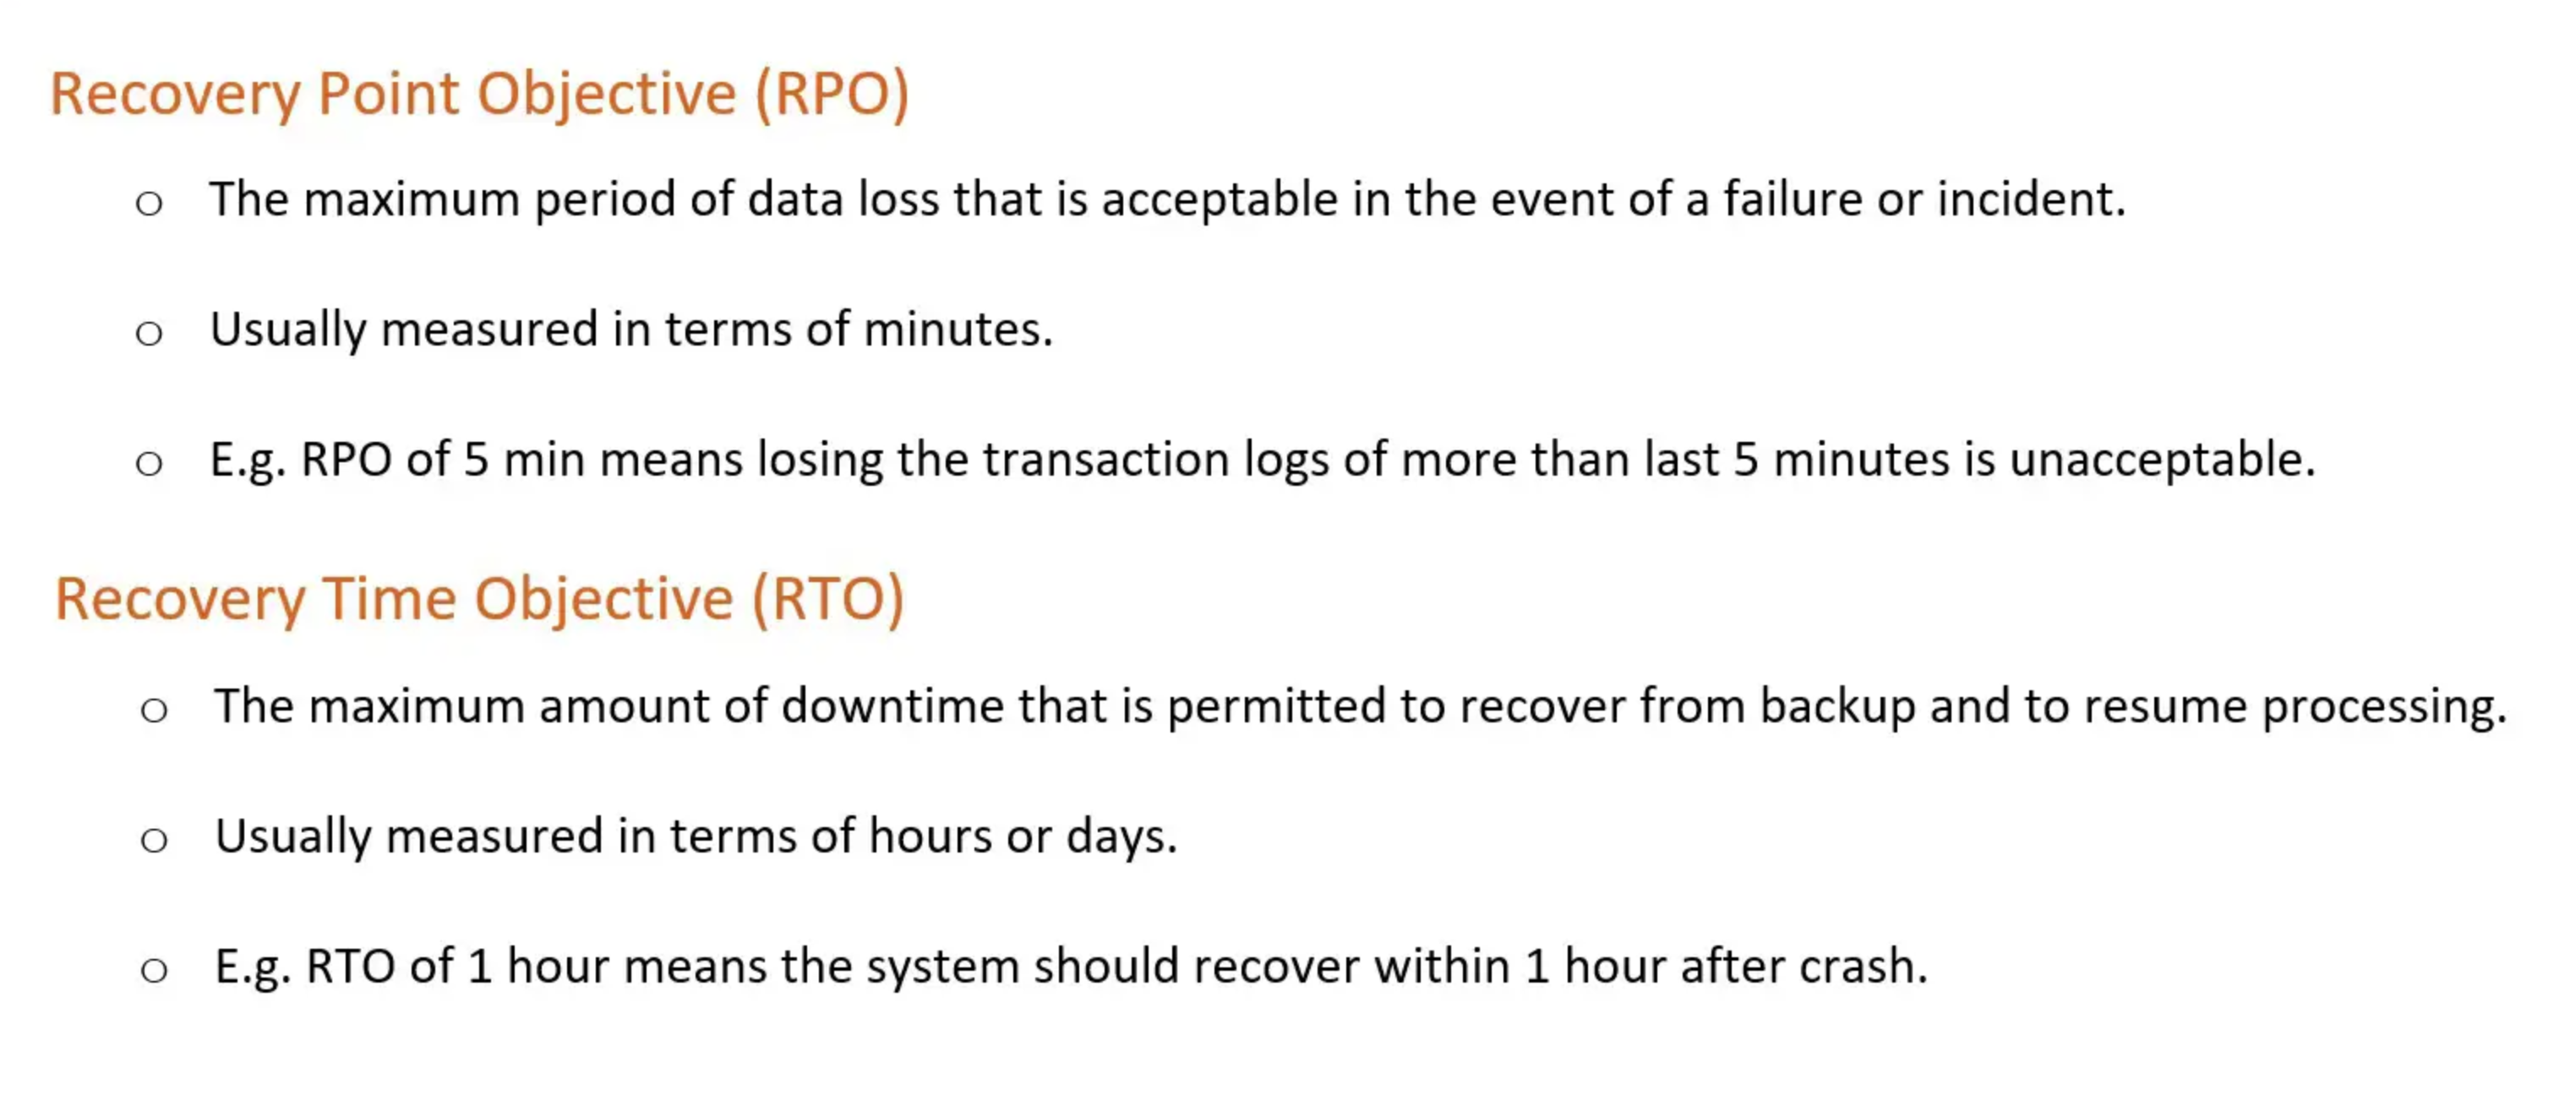 Recovery Point Objective (RPO)
o The maximum period of data loss that is acceptable in the event of a failure or incident.
o Usually measured in terms of minutes.
o E.g. RPO of 5 min means losing the transaction logs of more than last 5 minutes is unacceptable.
Recovery Time Objective (RTO)
o The maximum amount of downtime that is permitted to recover from backup and to resume processing.
o Usually measured in terms of hours or days.
o E.g. RTO of 1 hour means the system should recover within 1 hour after crash.